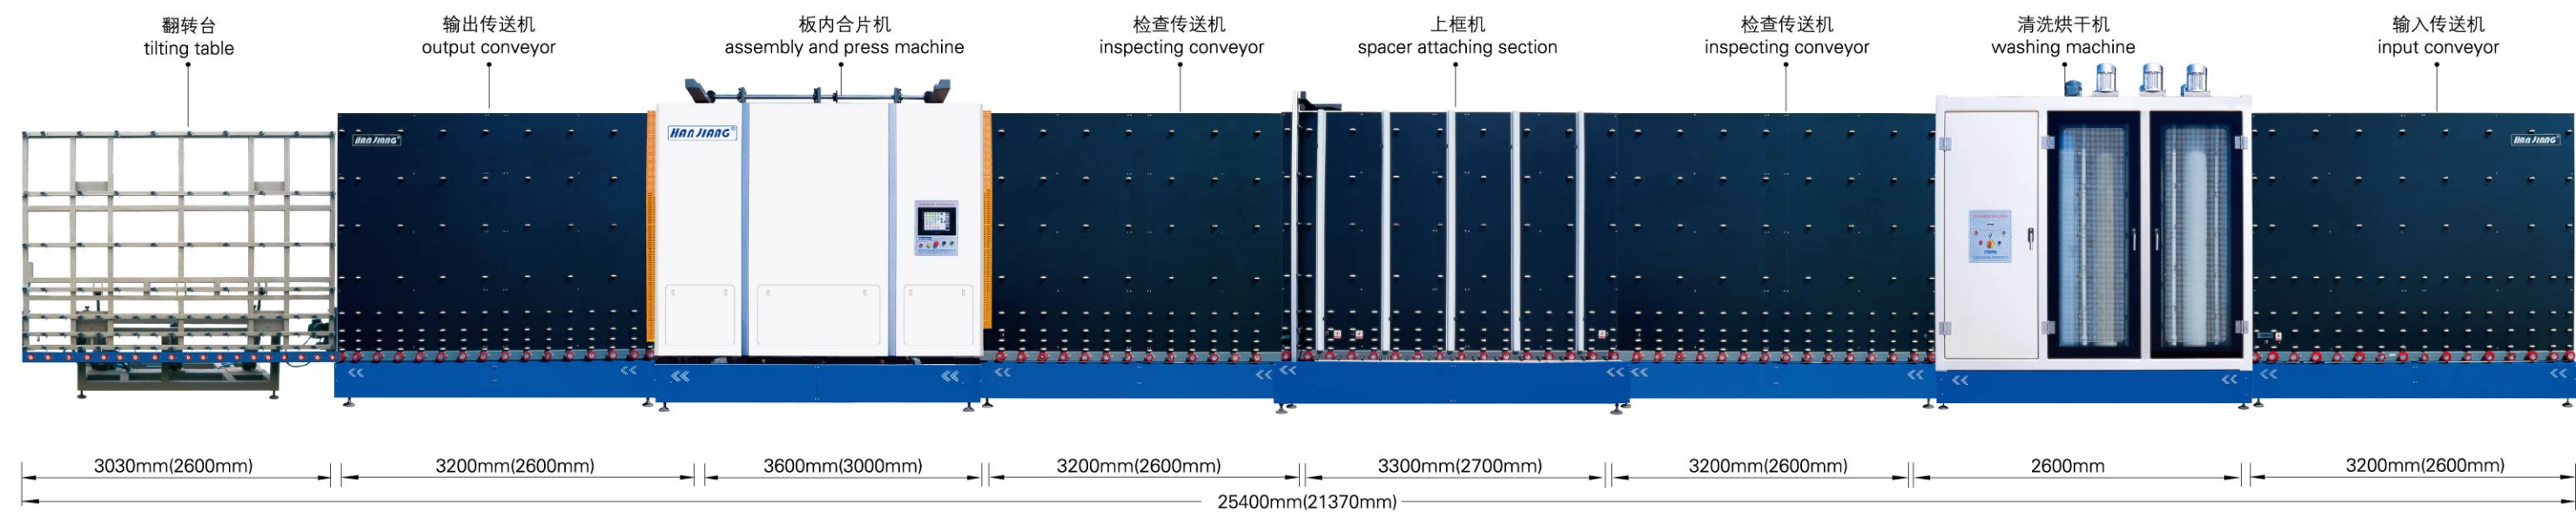 翻转台
tilting table
输出传送机
output conveyor
板内合片机
assembly and press machine
检查传送机
inspecting conveyor
上框机
spacer attaching section
检查传送机
inspecting conveyor
清洗烘干机
washing machine
输入传送机
input conveyor
HANJIANG®
HANJIANG®
HANJIANG®
3030mm(2600mm)
3200mm(2600mm)
3600mm(3000mm)
3200mm(2600mm)
3300mm(2700mm)
3200mm(2600mm)
2600mm
3200mm(2600mm)
25400mm(21370mm)